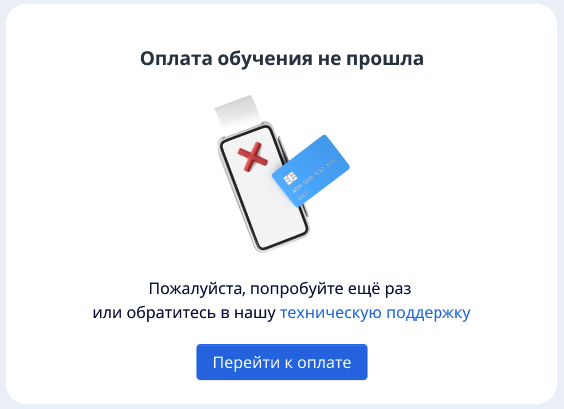 Оплата обучения не прошла
Пожалуйста, попробуйте ещё раз
или обратитесь в нашу техническую поддержку
Перейти к оплате